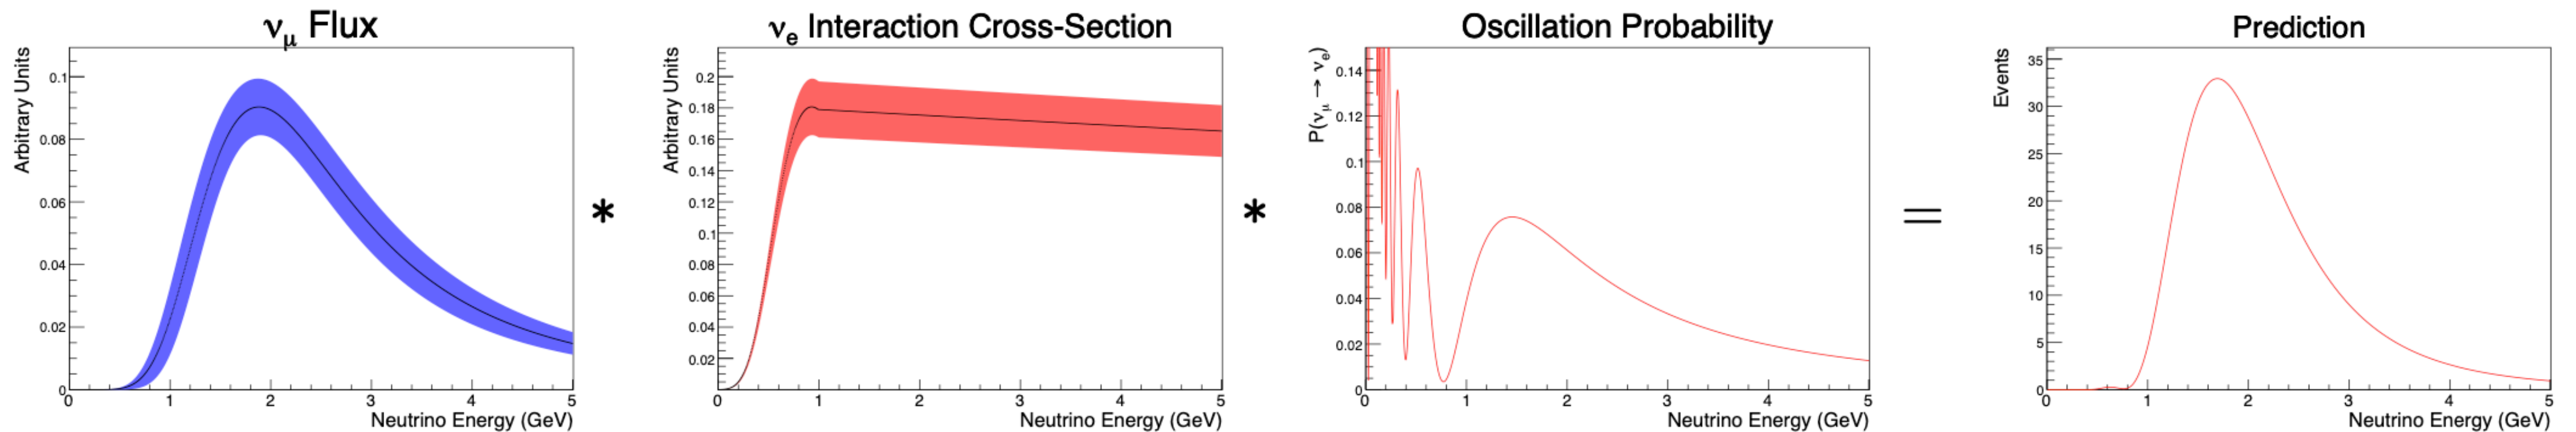 νμ Flux
Arbitrary Units
0.1
0.08
0.06
0.04
0.02
0
0 1 2 3 4 5
Neutrino Energy (GeV)
*
νe Interaction Cross-Section
Arbitrary Units
0.2
0.18
0.16
0.14
0.12
0.1
0.08
0.06
0.04
0.02
0 1 2 3 4 5
Neutrino Energy (GeV)
*
Oscillation Probability
P(νμ → νe)
0.14
0.12
0.1
0.08
0.06
0.04
0.02
0
0 1 2 3 4 5
Neutrino Energy (GeV)
=
Prediction
Events
35
30
25
20
15
10
5
0
0 1 2 3 4 5
Neutrino Energy (GeV)